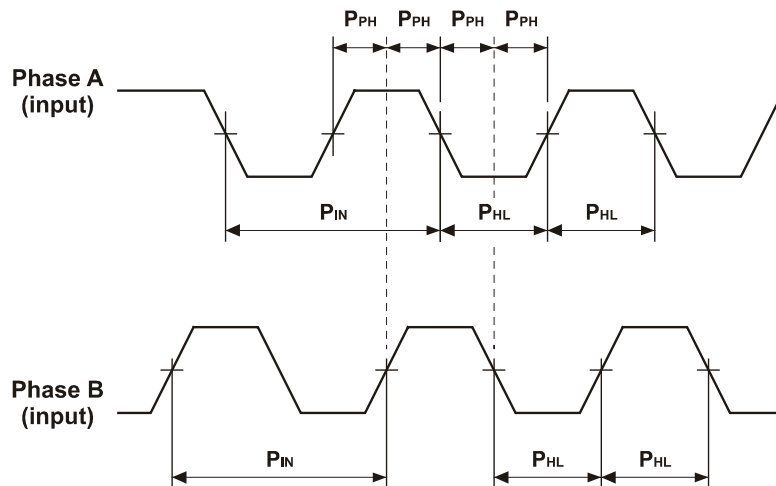 PPH PPH PPH PPH
Phase A
(input)
PIN PHL PHL
Phase B
(input)
PIN PHL PHL